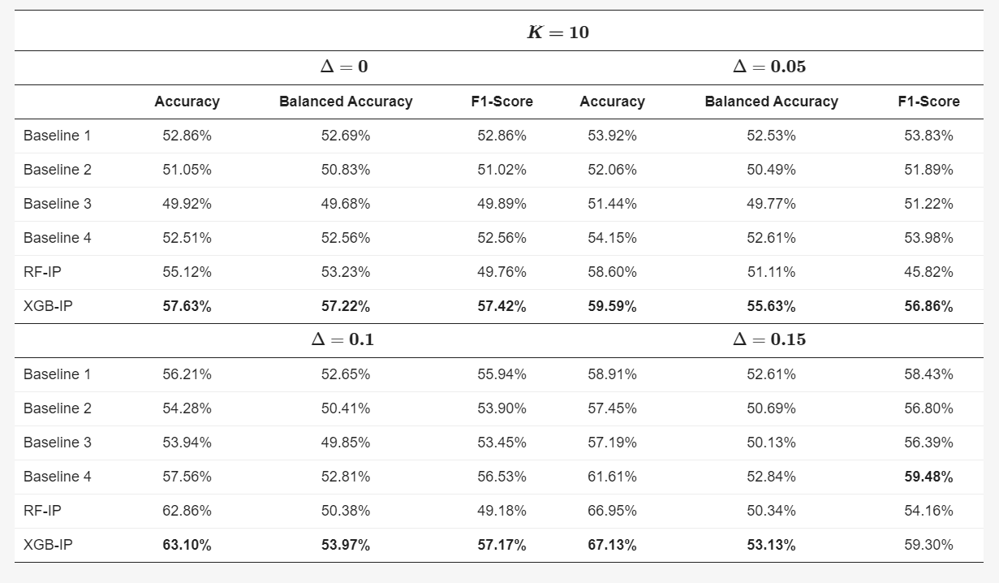 K = 10
Δ = 0 Δ = 0.05
Accuracy Balanced Accuracy F1-Score Accuracy Balanced Accuracy F1-Score
Baseline 1 52.86% 52.69% 52.86% 53.92% 52.53% 53.83%
Baseline 2 51.05% 50.83% 51.02% 52.06% 50.49% 51.89%
Baseline 3 49.92% 49.68% 49.89% 51.44% 49.77% 51.22%
Baseline 4 52.51% 52.56% 52.56% 54.15% 52.61% 53.98%
RF-IP 55.12% 53.23% 49.76% 58.60% 51.11% 45.82%
XGB-IP 57.63% 57.22% 57.42% 59.59% 55.63% 56.86%
Δ = 0.1 Δ = 0.15
Baseline 1 56.21% 52.65% 55.94% 58.91% 52.61% 58.43%
Baseline 2 54.28% 50.41% 53.90% 57.45% 50.69% 56.80%
Baseline 3 53.94% 49.85% 53.45% 57.19% 50.13% 56.39%
Baseline 4 57.56% 52.81% 56.53% 61.61% 52.84% 59.48%
RF-IP 62.86% 50.38% 49.18% 66.95% 50.34% 54.16%
XGB-IP 63.10% 53.97% 57.17% 67.13% 53.13% 59.30%